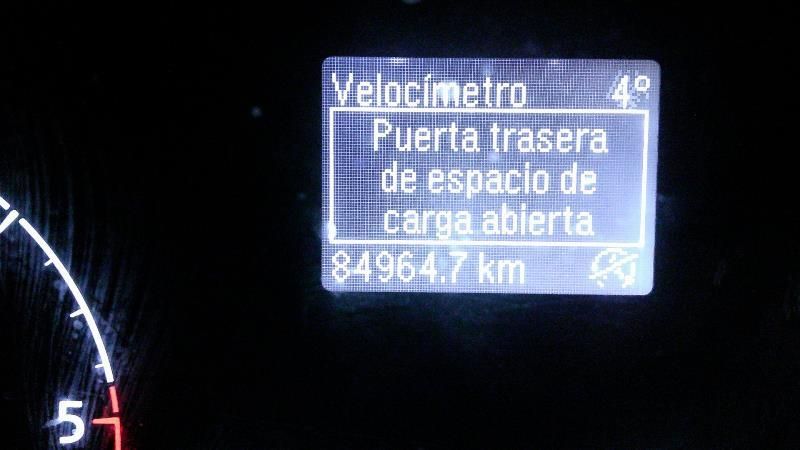 Velocímetro 4°
Puerta trasera
de espacio de
carga abierta
84964.7 km
5